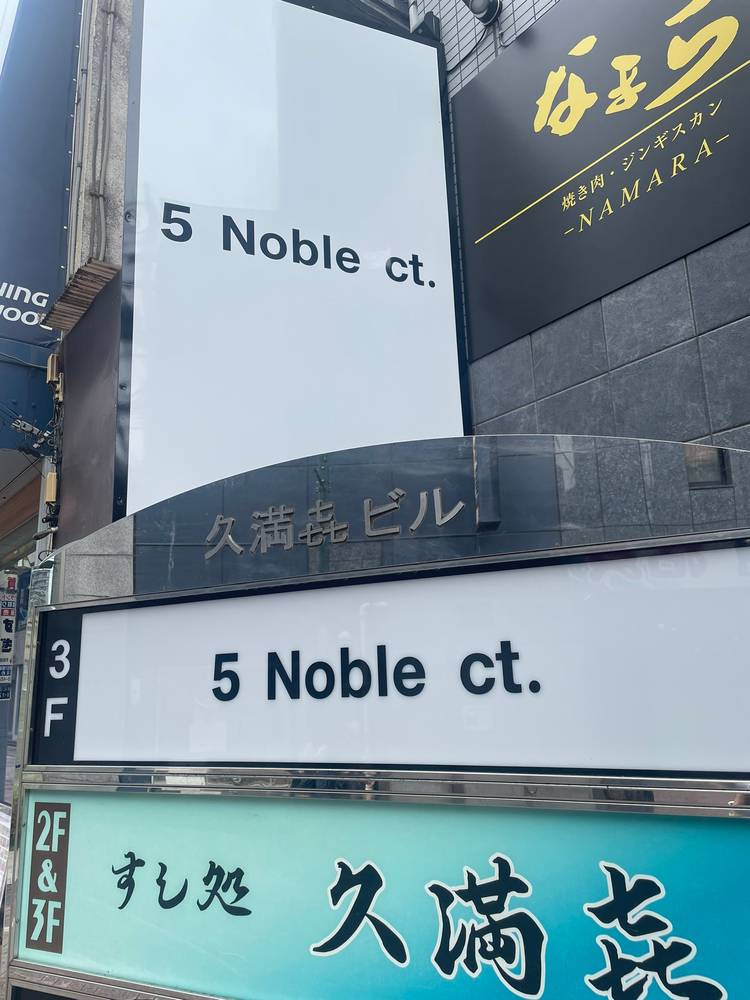 なまら
焼き肉・ジンギスカン
-NAMARA-
5 Noble ct.
久満㐂ビル
3F
5 Noble ct.
2F & 3F
すし処 久満㐂